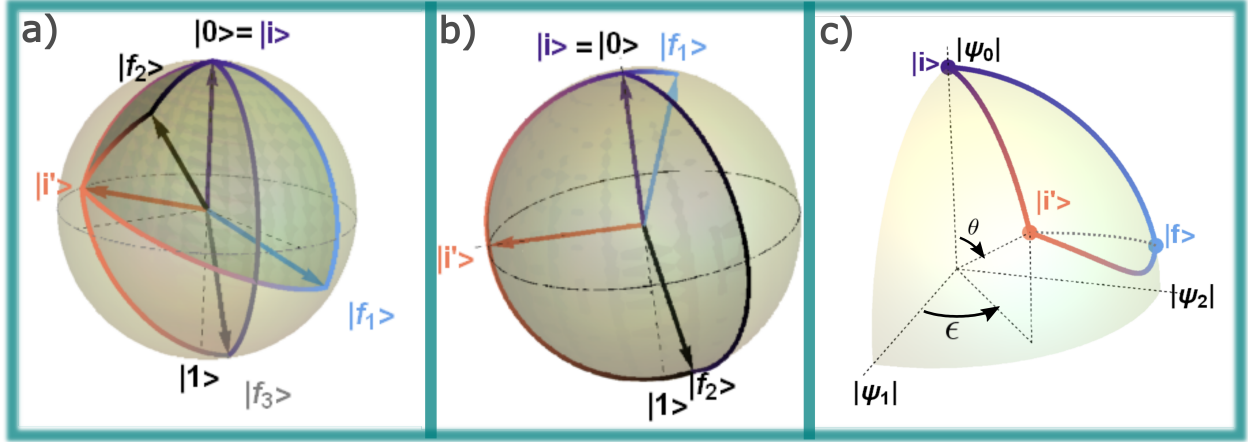 a)
|0>= |i>
|f₂>
|i'>
|f₁>
|1>
|f₃>
b)
|i> = |0>
|f₁>
|i'>
|f₂>
|1>
c)
|i>
|ψ₀|
|i'>
θ
|f>
|ψ₂|
ϵ
|ψ₁|